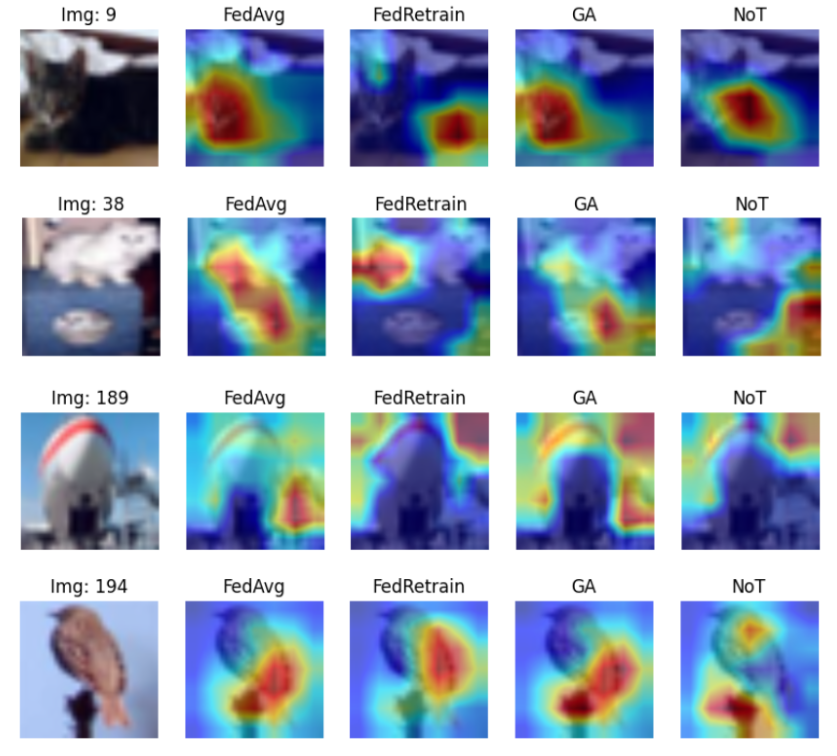 Img: 9 FedAvg FedRetrain GA NoT
Img: 38 FedAvg FedRetrain GA NoT
Img: 189 FedAvg FedRetrain GA NoT
Img: 194 FedAvg FedRetrain GA NoT